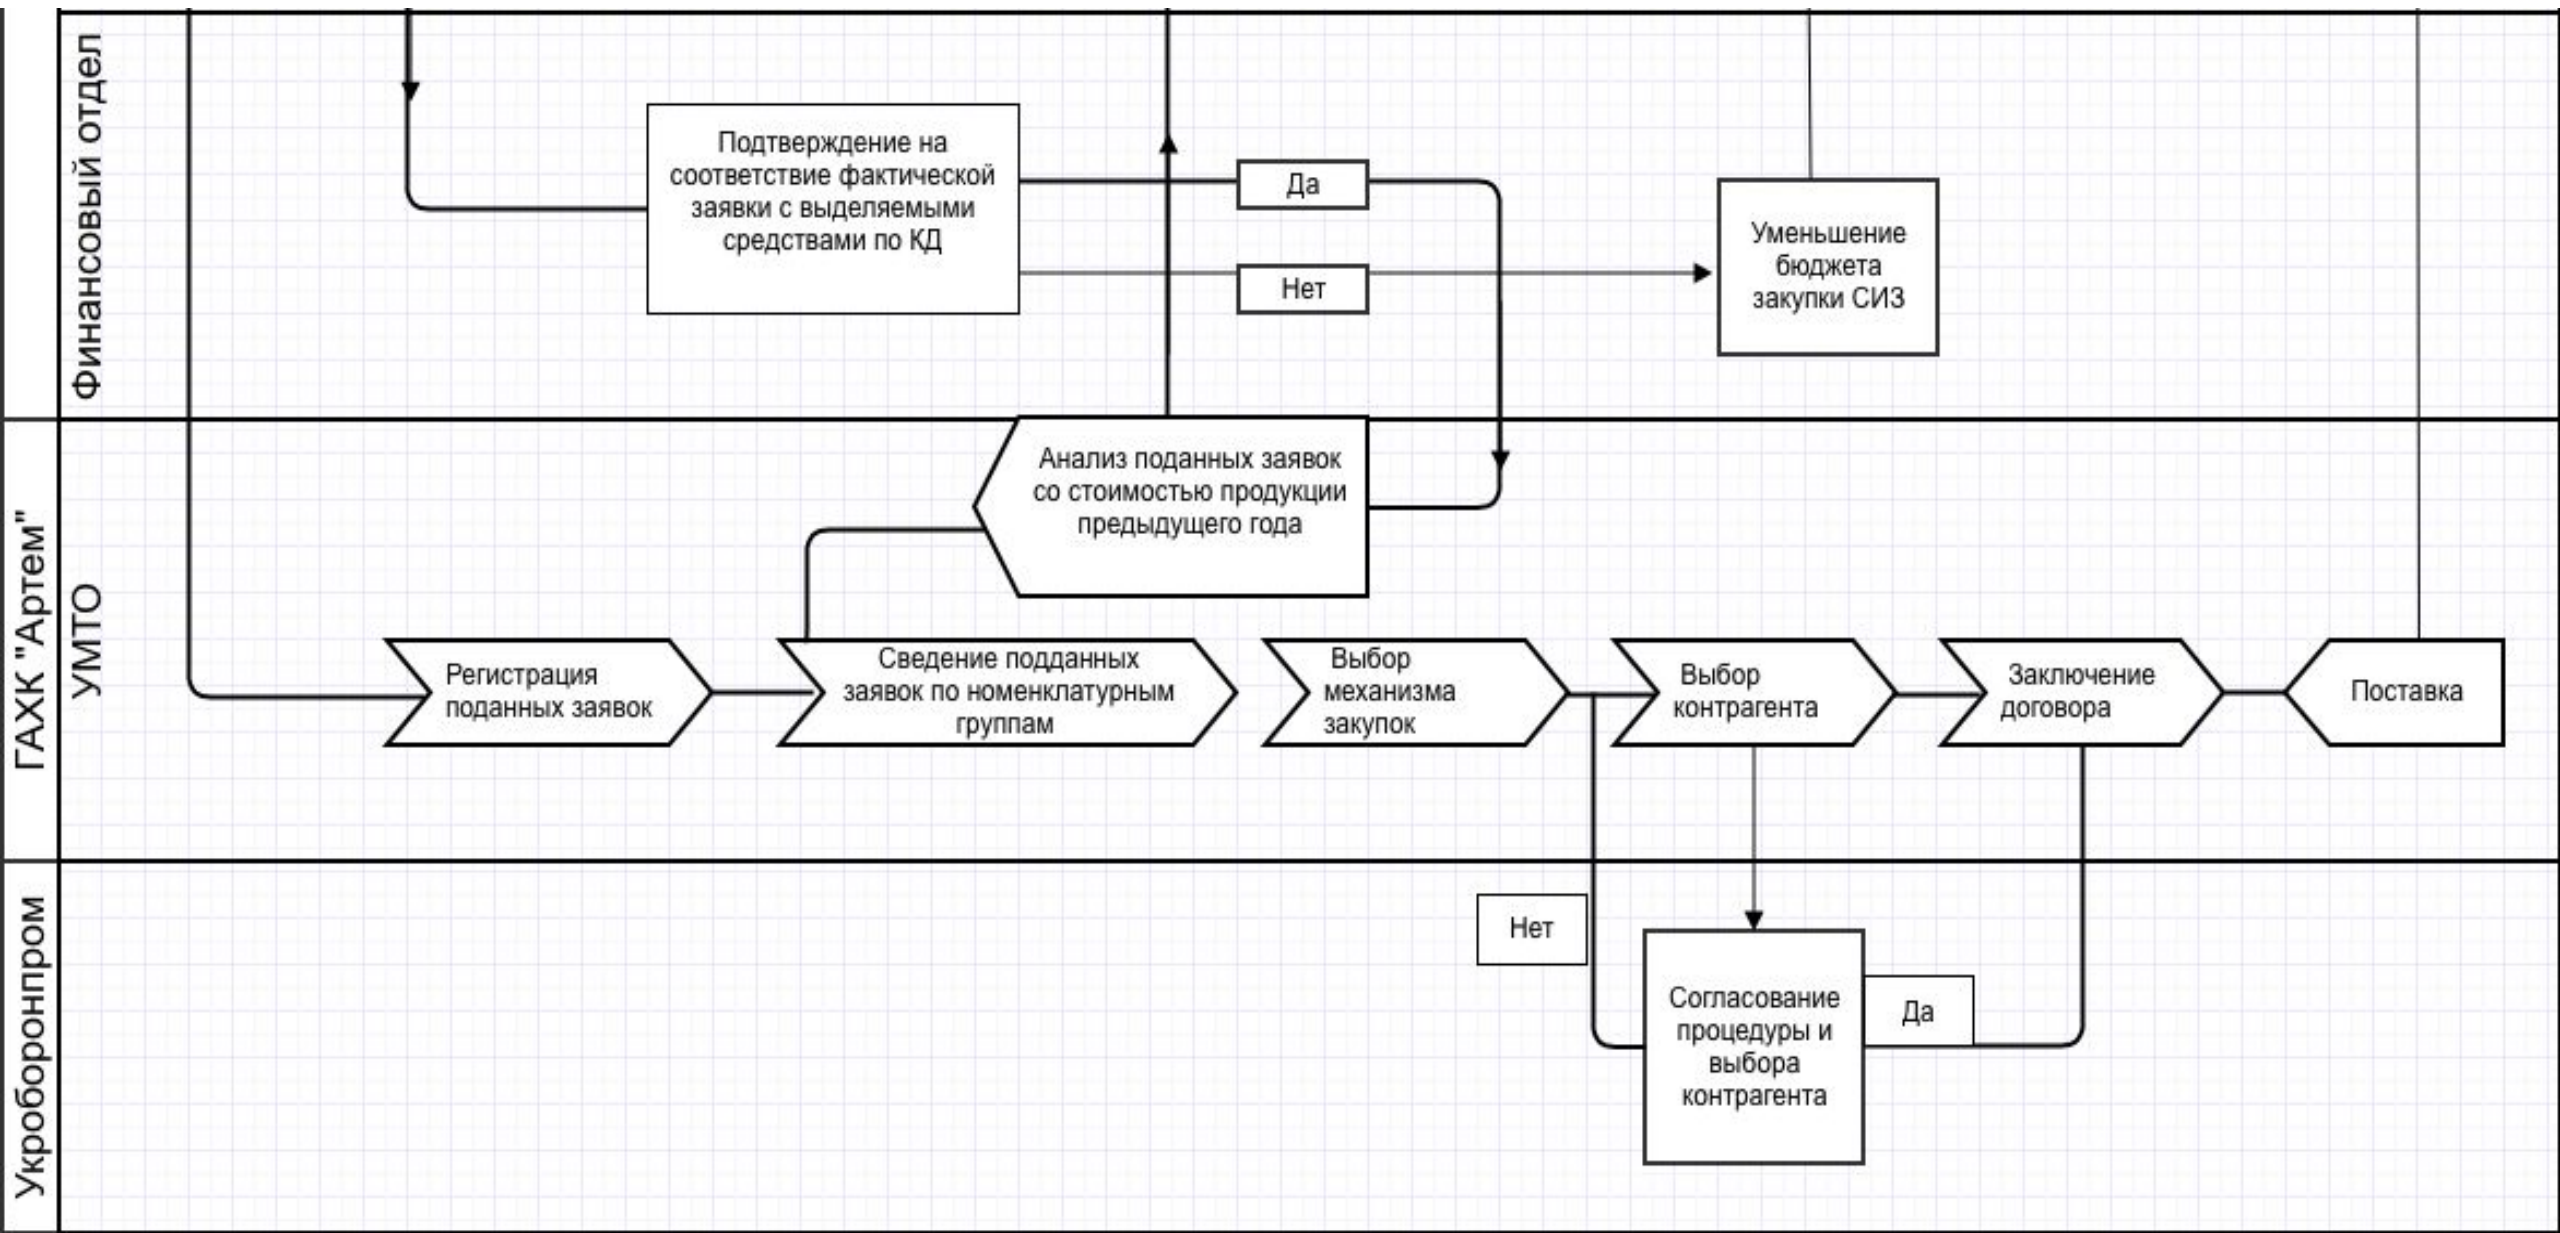 Финансовый отдел
Подтверждение на
соответствие фактической
заявки с выделяемыми
средствами по КД
Да
Нет
Уменьшение
бюджета
закупки СИЗ
ГАХК "Артем"
УМТО
Анализ поданных заявок
со стоимостью продукции
предыдущего года
Регистрация
поданных заявок
Сведение подданных
заявок по номенклатурным
группам
Выбор
механизма
закупок
Выбор
контрагента
Заключение
договора
Поставка
Укроборонпром
Нет
Согласование
процедуры и
выбора
контрагента
Да